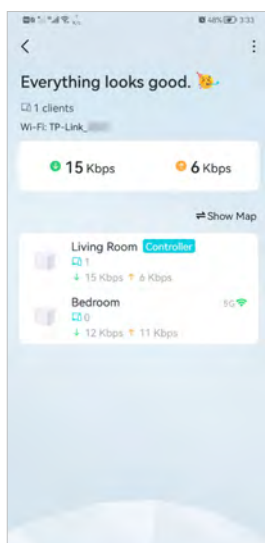 48% 3:33
Everything looks good.
1 clients
Wi-Fi: TP-Link_
15 Kbps 6 Kbps
Show Map
Living Room Controller
1
15 Kbps 6 Kbps
Bedroom 5G
0
12 Kbps 11 Kbps